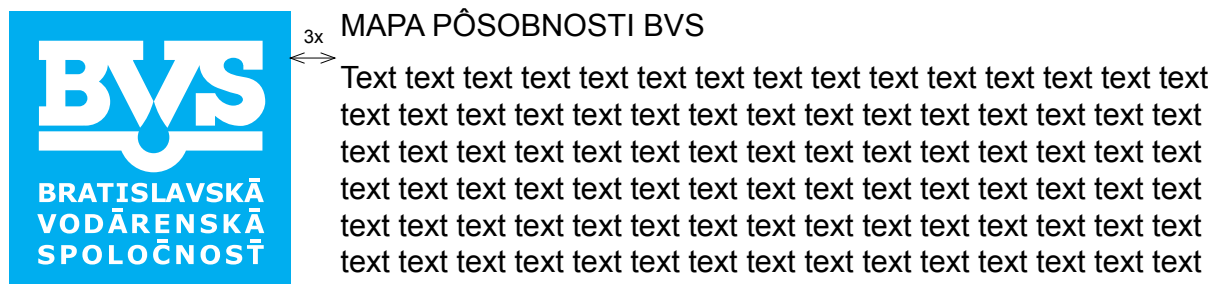 BVS
BRATISLAVSKĀ
VODĀRENSKĀ
SPOLOČNOSŤ
3x
MAPA PÔSOBNOSTI BVS
Text text text text text text text text text text text text text text text
text text text text text text text text text text text text text text text
text text text text text text text text text text text text text text text
text text text text text text text text text text text text text text text
text text text text text text text text text text text text text text text
text text text text text text text text text text text text text text text